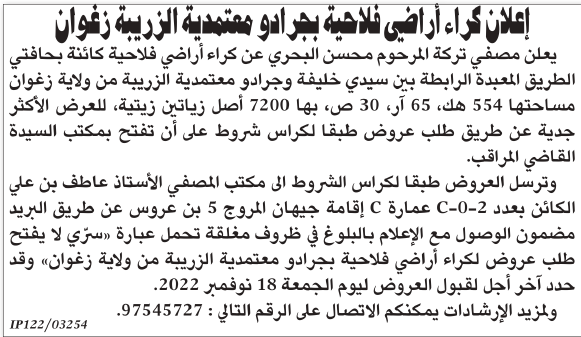 إعلان كراء أراضي فلاحية بجرادو معتمدية الزريبة زغوان
يعلن مصفي تركة المرحوم محسن البحري عن كراء أراضي فلاحية كائنة بحافتي
الطريق المعبدة الرابطة بين سيدي خليفة وجرادو معتمدية الزريبة من ولاية زغوان
مساحتها 554 هك، 65 آر، 30 ص، بها 7200 أصل زياتين زيتية، للعرض الأكثر
جدية عن طريق طلب عروض طبقا لكراس شروط على أن تفتح بمكتب السيدة
القاضي المراقب.
وترسل العروض طبقا لكراس الشروط الى مكتب المصفي الأستاذ عاطف بن علي
الكائن بعدد 2-0-C عمارة C إقامة جيهان المروج 5 بن عروس عن طريق البريد
مضمون الوصول مع الإعلام بالبلوغ في ظروف مغلقة تحمل عبارة «سرّي لا يفتح
طلب عروض لكراء أراضي فلاحية بجرادو معتمدية الزريبة من ولاية زغوان» وقد
حدد آخر أجل لقبول العروض ليوم الجمعة 18 نوفمبر 2022.
ولمزيد الإرشادات يمكنكم الاتصال على الرقم التالي : 97545727.
IP122/03254